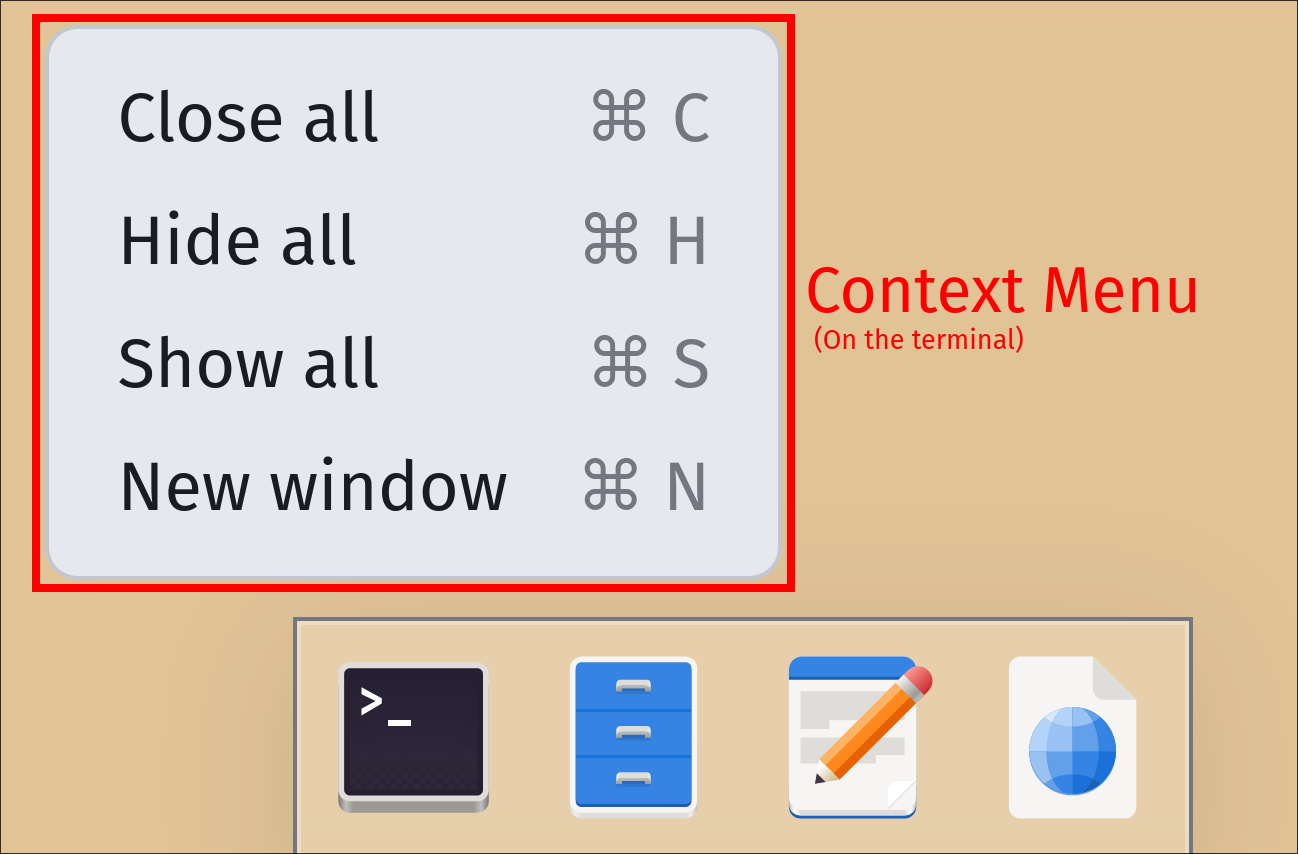 Close all ⌘ C
Hide all ⌘ H
Show all ⌘ S
New window ⌘ N
Context Menu
(On the terminal)
>_